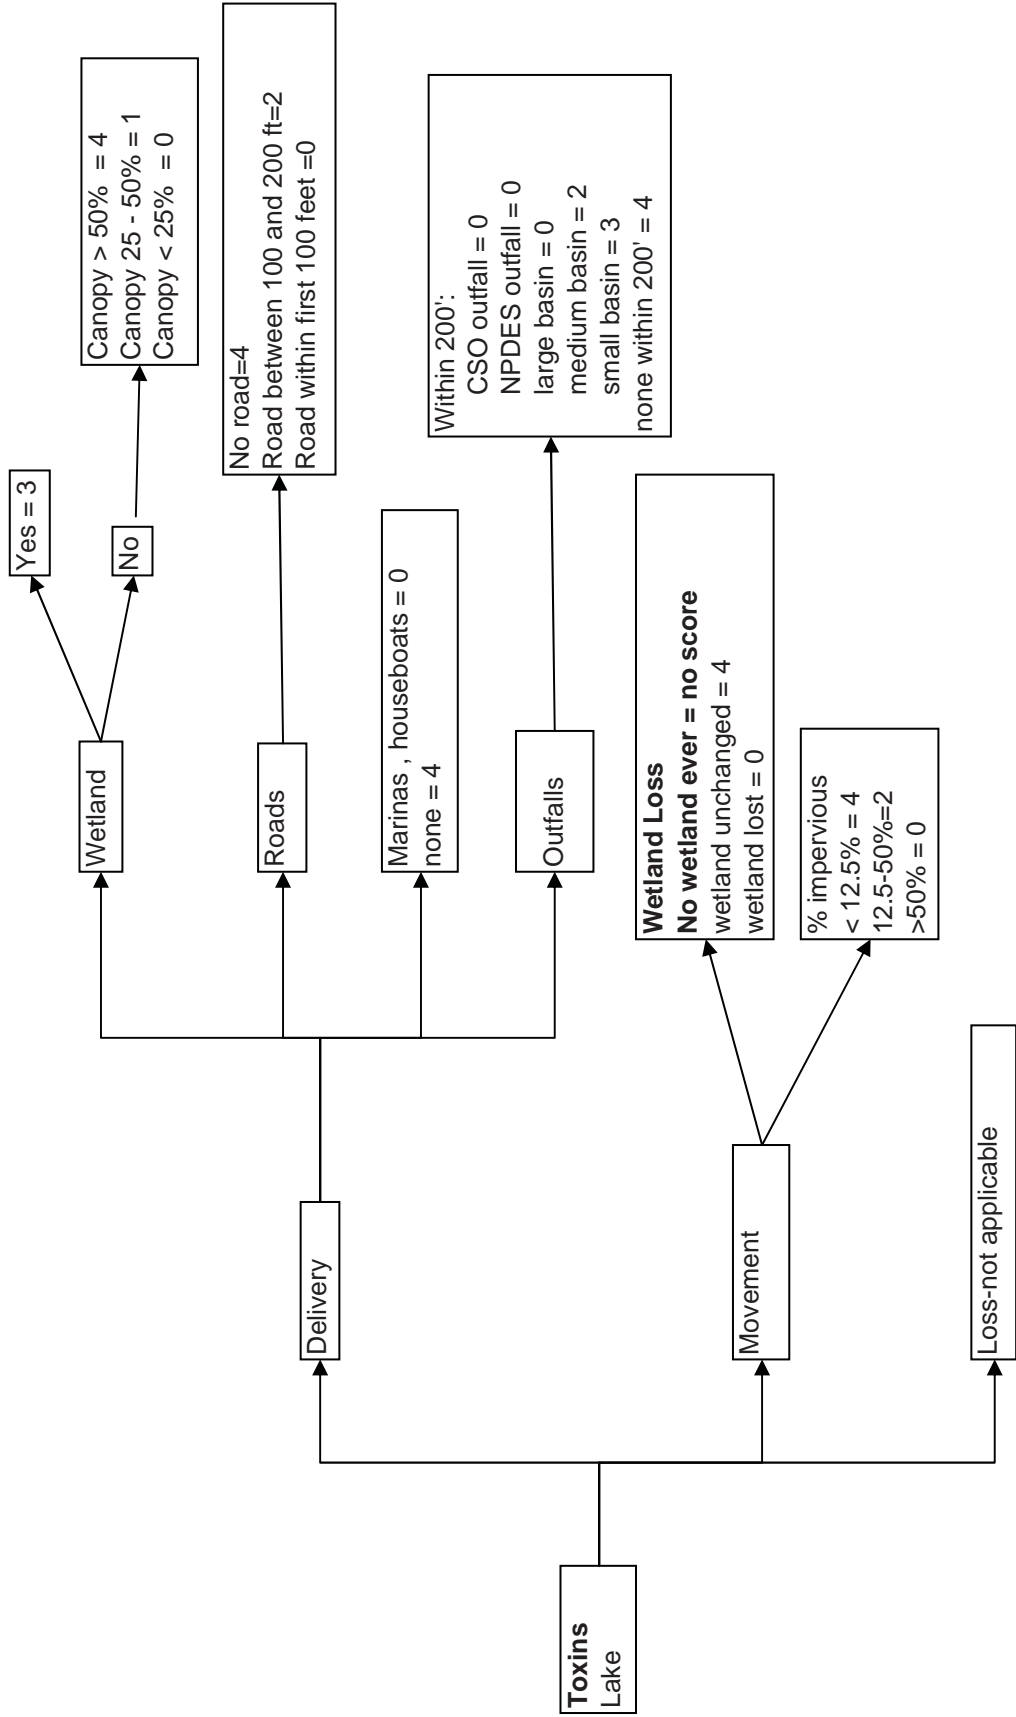 Toxins
Lake
Delivery
Wetland
Yes = 3
No
Canopy > 50% = 4
Canopy 25 - 50% = 1
Canopy < 25% = 0
Roads
No road=4
Road between 100 and 200 ft=2
Road within first 100 feet =0
Marinas , houseboats = 0
none = 4
Outfalls
Within 200':
CSO outfall = 0
NPDES outfall = 0
large basin = 0
medium basin = 2
small basin = 3
none within 200' = 4
Movement
Wetland Loss
No wetland ever = no score
wetland unchanged = 4
wetland lost = 0
% impervious
< 12.5% = 4
12.5-50%=2
>50% = 0
Loss-not applicable